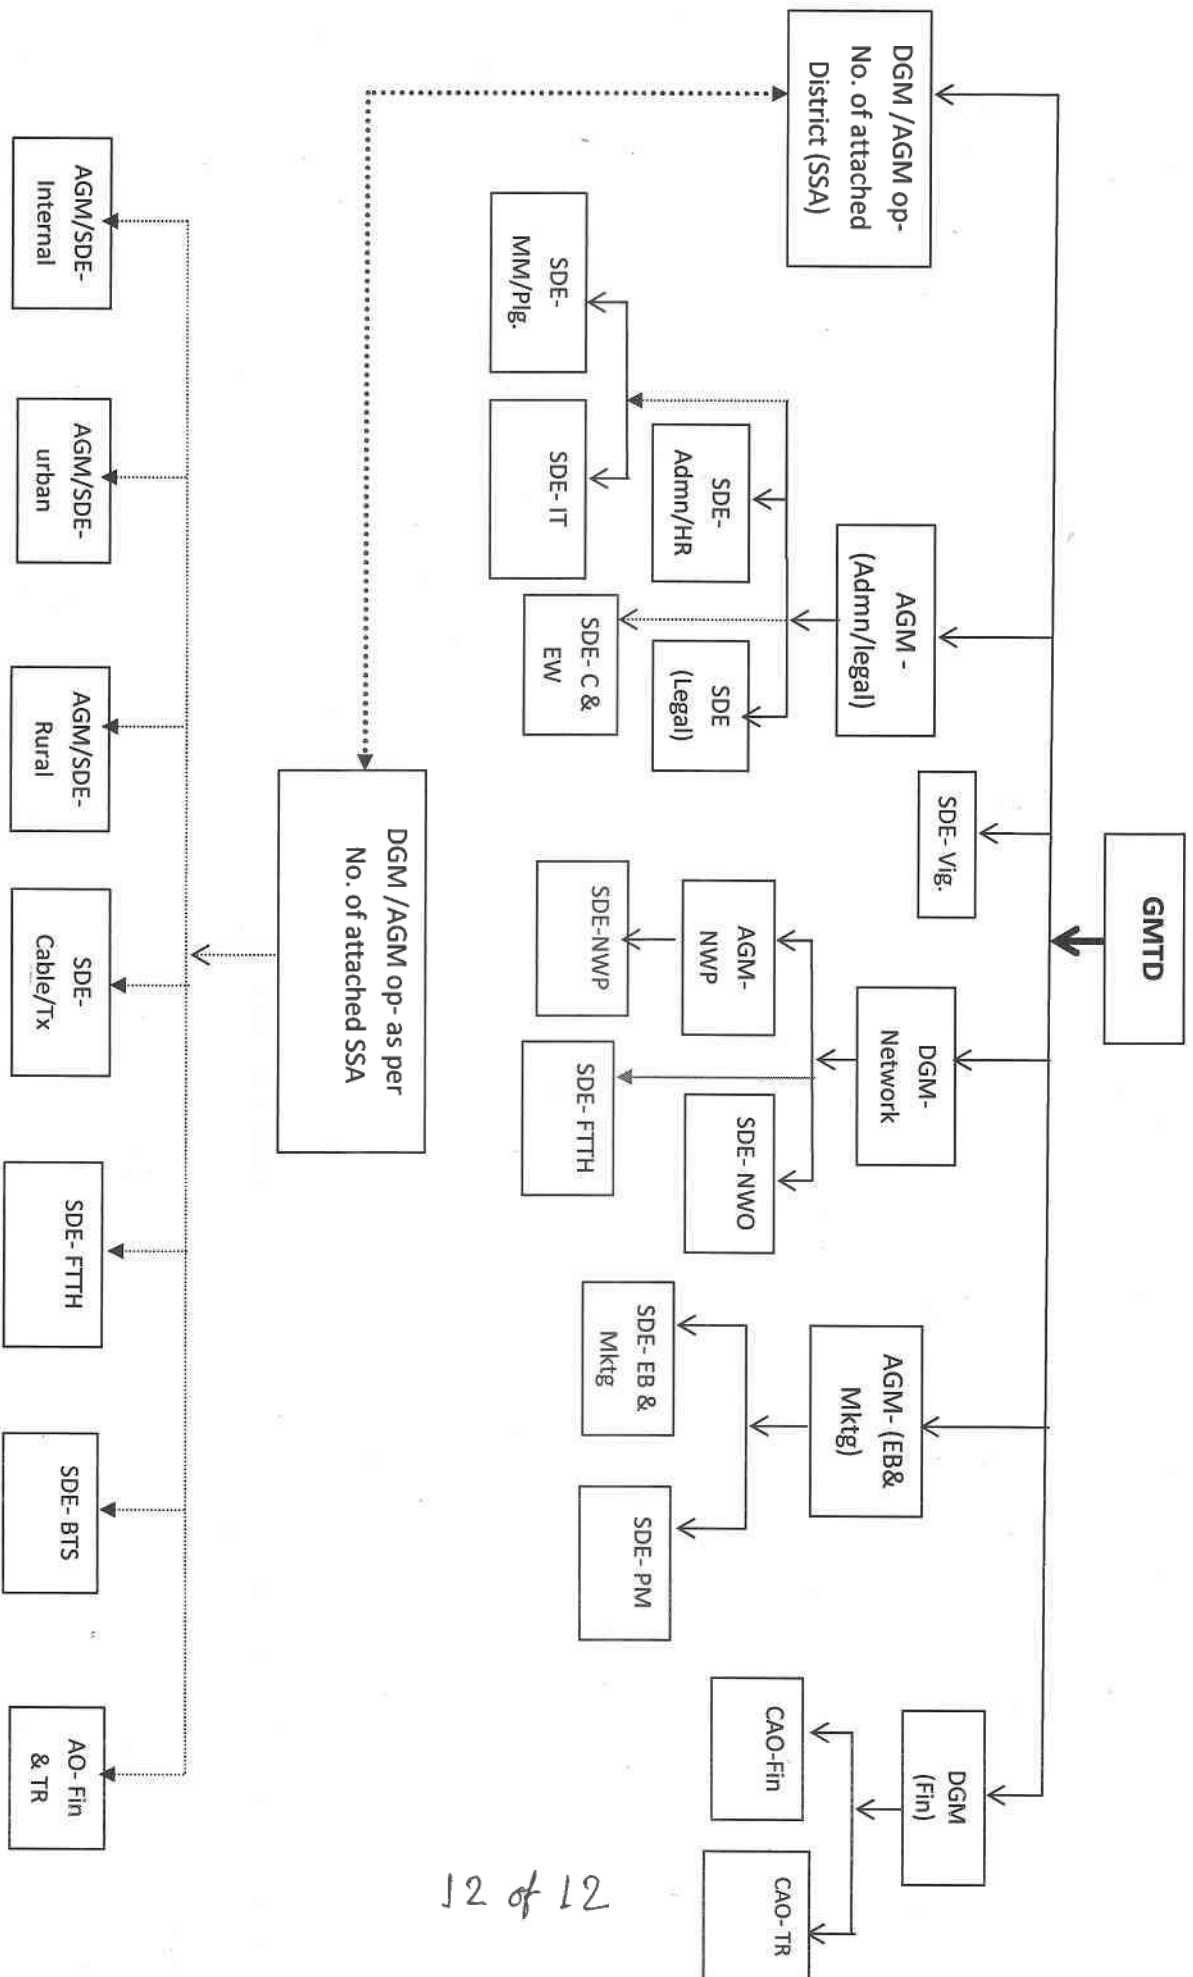 GMTD
DGM /AGM op-
No. of attached
District (SSA)
AGM -
(Admn/legal)
SDE- Vig.
DGM-
Network
AGM- (EB&
Mktg)
DGM
(Fin)
SDE-
Admn/HR
SDE
(Legal)
SDE-
MM/Plg.
SDE- IT
SDE- C &
EW
AGM-
NWP
SDE- NWO
SDE-NWP
SDE- FTTH
SDE- EB &
Mktg
SDE- PM
CAO-Fin
CAO- TR
DGM /AGM op- as per
No. of attached SSA
AGM/SDE-
Internal
AGM/SDE-
urban
AGM/SDE-
Rural
SDE-
Cable/Tx
SDE- FTTH
SDE- BTS
AO- Fin
& TR
12 of 12